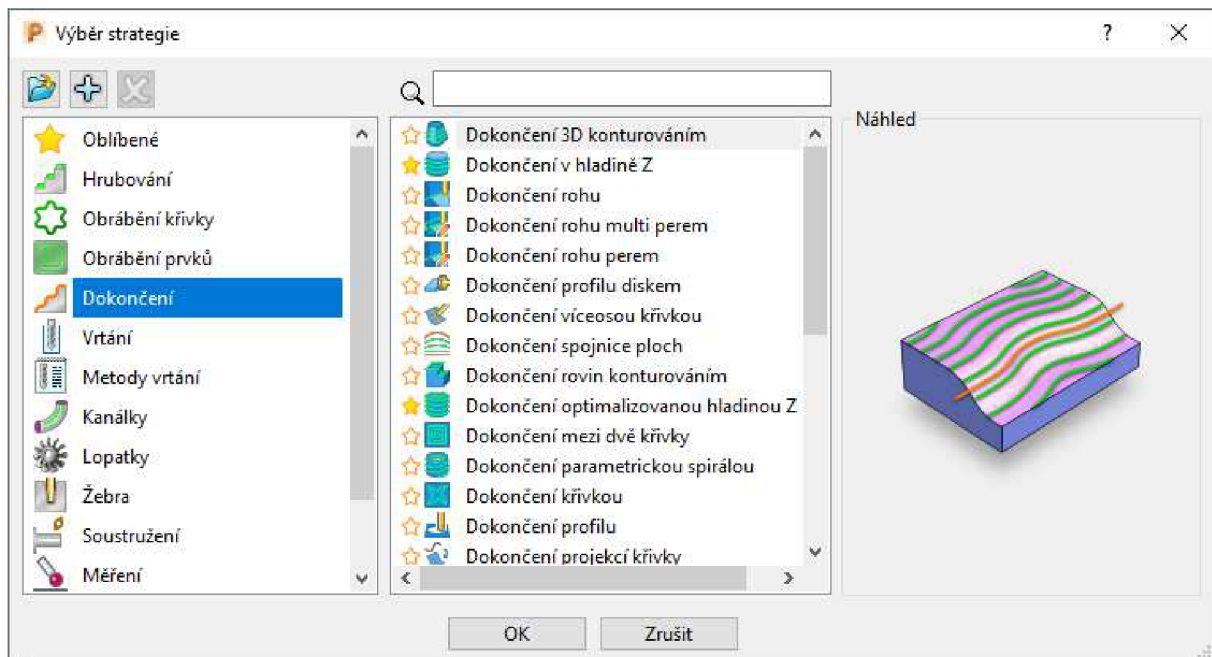 Výběr strategie
?
Oblíbené
Hrubování
Obrábění křivky
Obrábění prvků
Dokončení
Vrtání
Metody vrtání
Kanálky
Lopatky
Žebra
Soustružení
Měření
Dokončení 3D konturováním
Dokončení v hladině Z
Dokončení rohu
Dokončení rohu multi perem
Dokončení rohu perem
Dokončení profilu diskem
Dokončení víceosou křivkou
Dokončení spojnice ploch
Dokončení rovin konturováním
Dokončení optimalizovanou hladinou Z
Dokončení mezi dvě křivky
Dokončení parametrickou spirálou
Dokončení křivkou
Dokončení profilu
Dokončení projekcí křivky
Náhled
OK
Zrušit